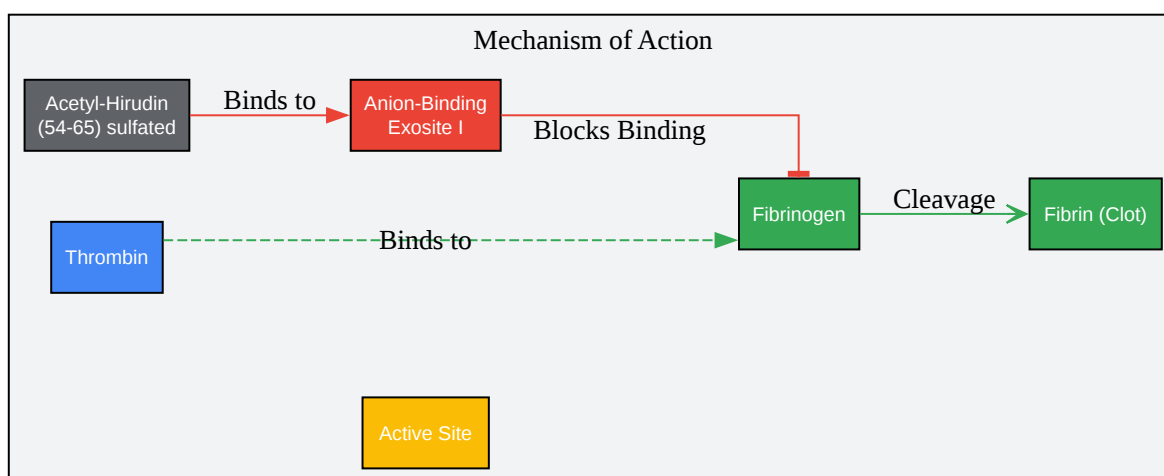 Mechanism of Action
Acetyl-Hirudin
(54-65) sulfated
Binds to
Anion-Binding
Exosite I
Blocks Binding
Fibrinogen
Cleavage
Fibrin (Clot)
Thrombin
Binds to
Active Site